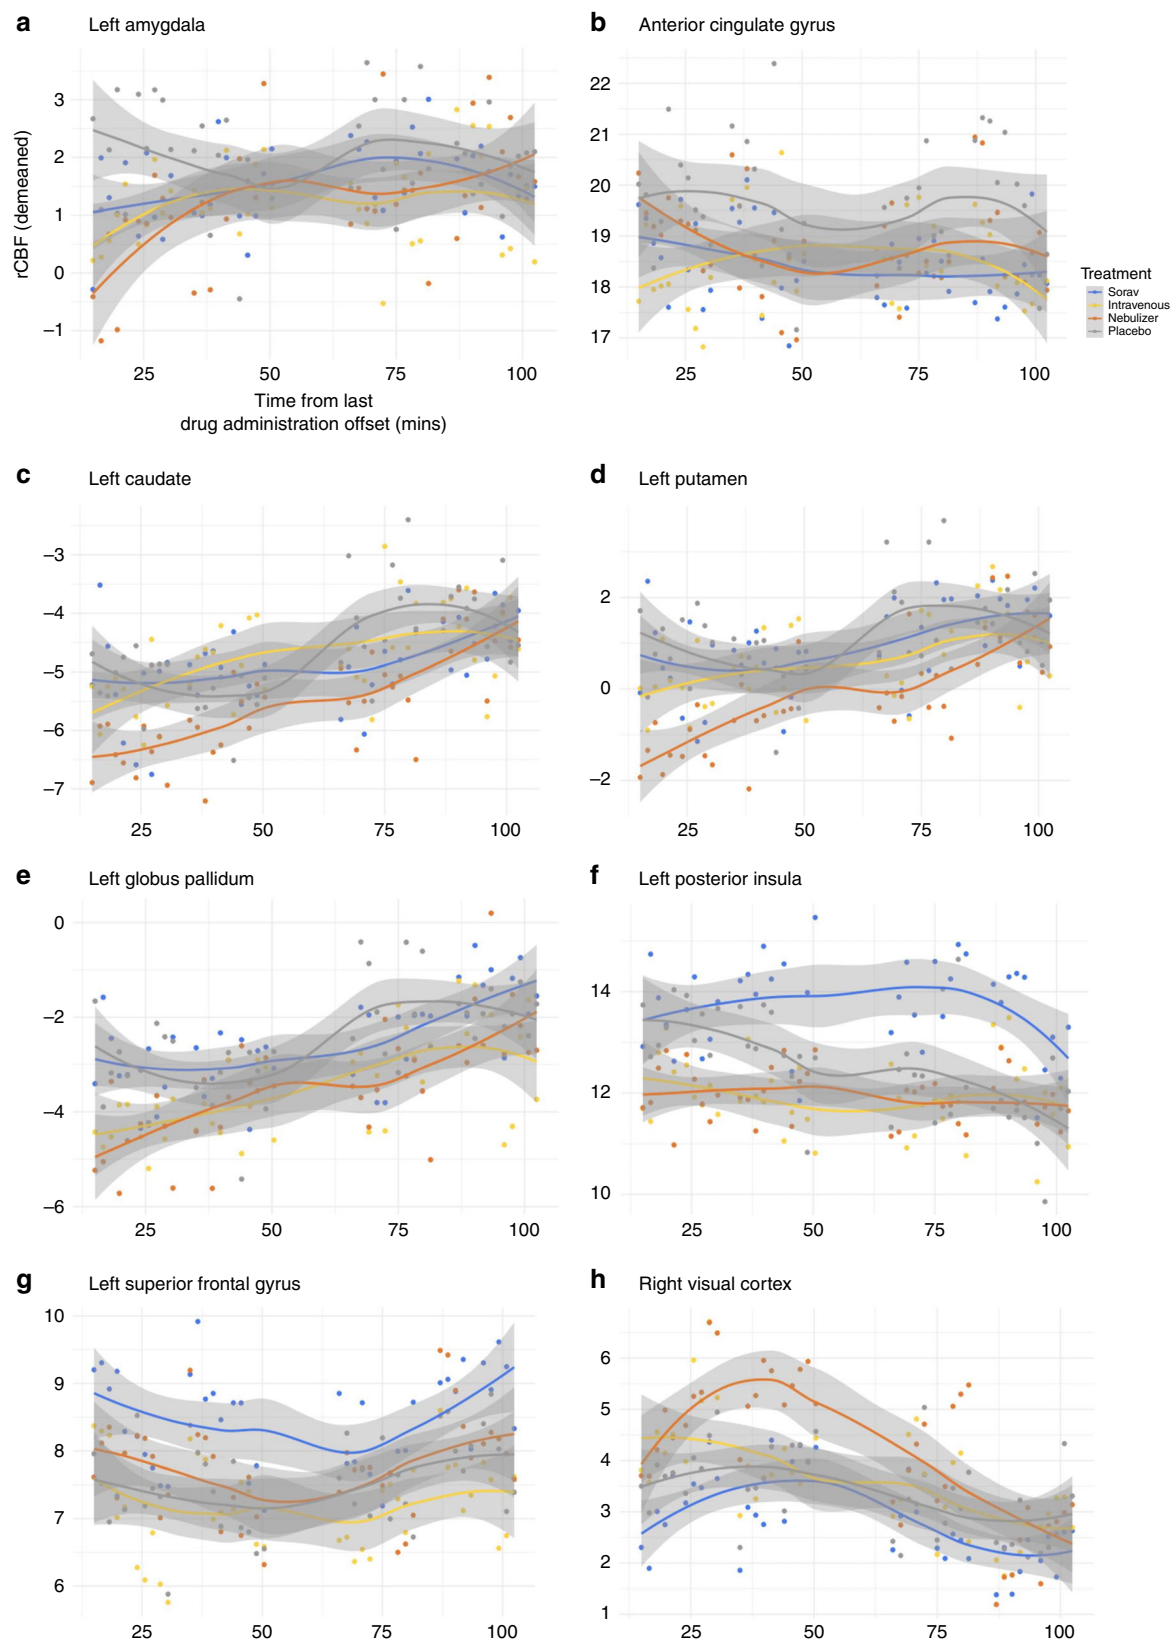 a Left amygdala
3
2
1
0
−1
rCBF (demeaned)
25 50 75 100
Time from last
drug administration offset (mins)
b Anterior cingulate gyrus
22
21
20
19
18
17
25 50 75 100
Treatment
Sorav
Intravenous
Nebulizer
Placebo
c Left caudate
−3
−4
−5
−6
−7
25 50 75 100
d Left putamen
2
0
−2
25 50 75 100
e Left globus pallidum
0
−2
−4
−6
25 50 75 100
f Left posterior insula
14
12
10
25 50 75 100
g Left superior frontal gyrus
10
9
8
7
6
25 50 75 100
h Right visual cortex
6
5
4
3
2
1
25 50 75 100